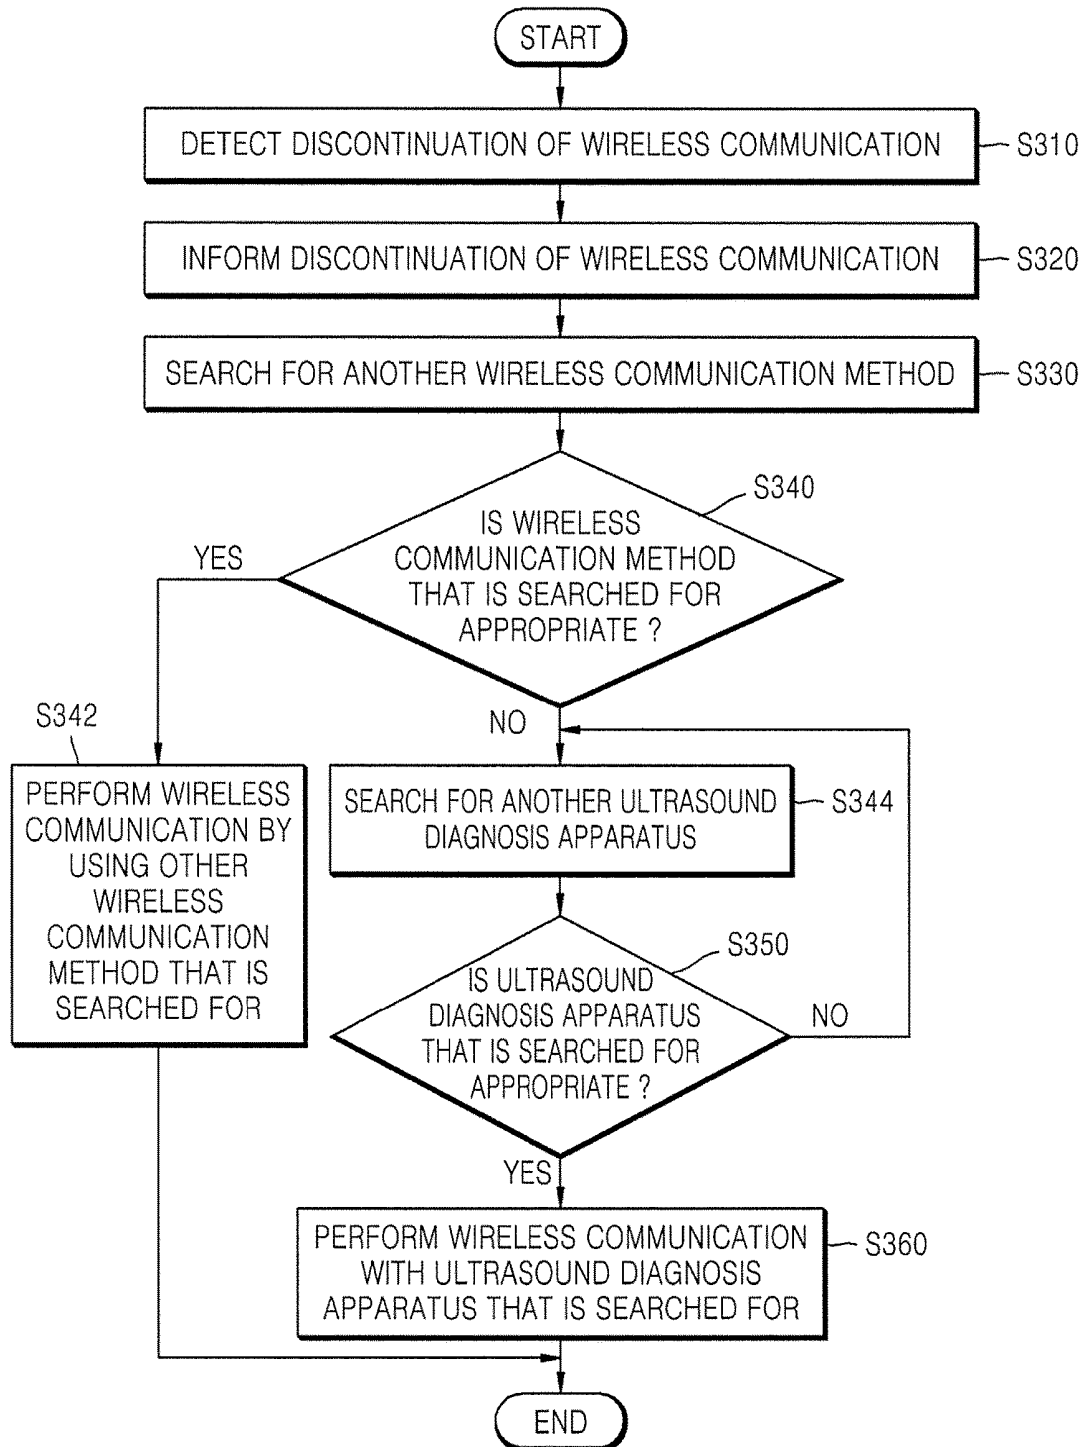 START
DETECT DISCONTINUATION OF WIRELESS COMMUNICATION
S310
INFORM DISCONTINUATION OF WIRELESS COMMUNICATION
S320
SEARCH FOR ANOTHER WIRELESS COMMUNICATION METHOD
S330
S340
IS WIRELESS
COMMUNICATION METHOD
THAT IS SEARCHED FOR
APPROPRIATE ?
YES
NO
S342
PERFORM WIRELESS
COMMUNICATION BY
USING OTHER
WIRELESS
COMMUNICATION
METHOD THAT IS
SEARCHED FOR
SEARCH FOR ANOTHER ULTRASOUND
DIAGNOSIS APPARATUS
S344
S350
IS ULTRASOUND
DIAGNOSIS APPARATUS
THAT IS SEARCHED FOR
APPROPRIATE ?
NO
YES
PERFORM WIRELESS COMMUNICATION
WITH ULTRASOUND DIAGNOSIS
APPARATUS THAT IS SEARCHED FOR
S360
END